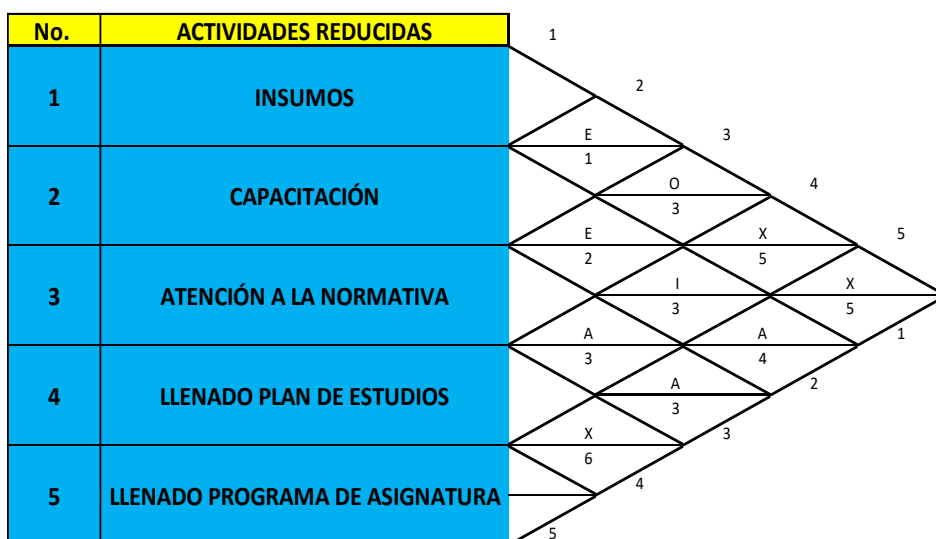 No. ACTIVIDADES REDUCIDAS 1
2
1 INSUMOS
E 3
1
O 4
2 CAPACITACIÓN
3
E X 5
2 5
3 ATENCIÓN A LA NORMATIVA I X
3 5
A A 1
3 4
4 LLENADO PLAN DE ESTUDIOS A 2
3
X 3
6
5 LLENADO PROGRAMA DE ASIGNATURA 4
5